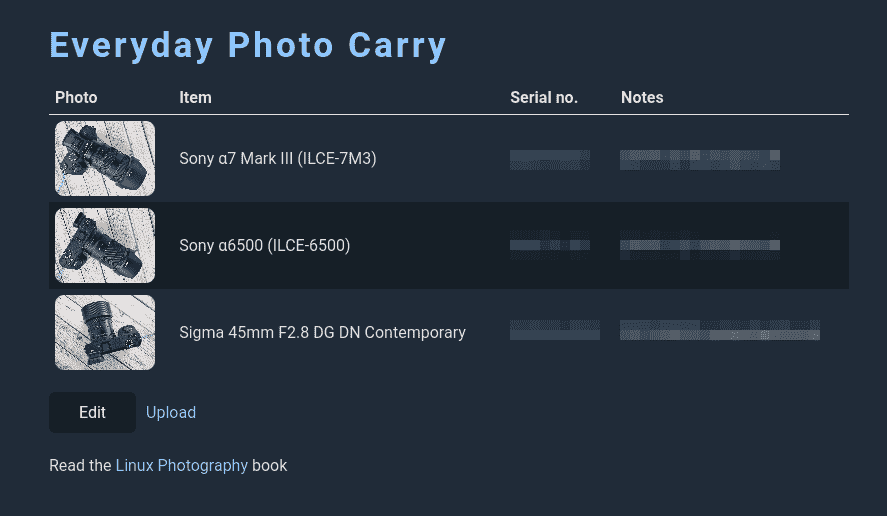 Everyday Photo Carry
Photo Item Serial no. Notes
Sony α7 Mark III (ILCE-7M3)
Sony α6500 (ILCE-6500)
Sigma 45mm F2.8 DG DN Contemporary
Edit Upload
Read the Linux Photography book